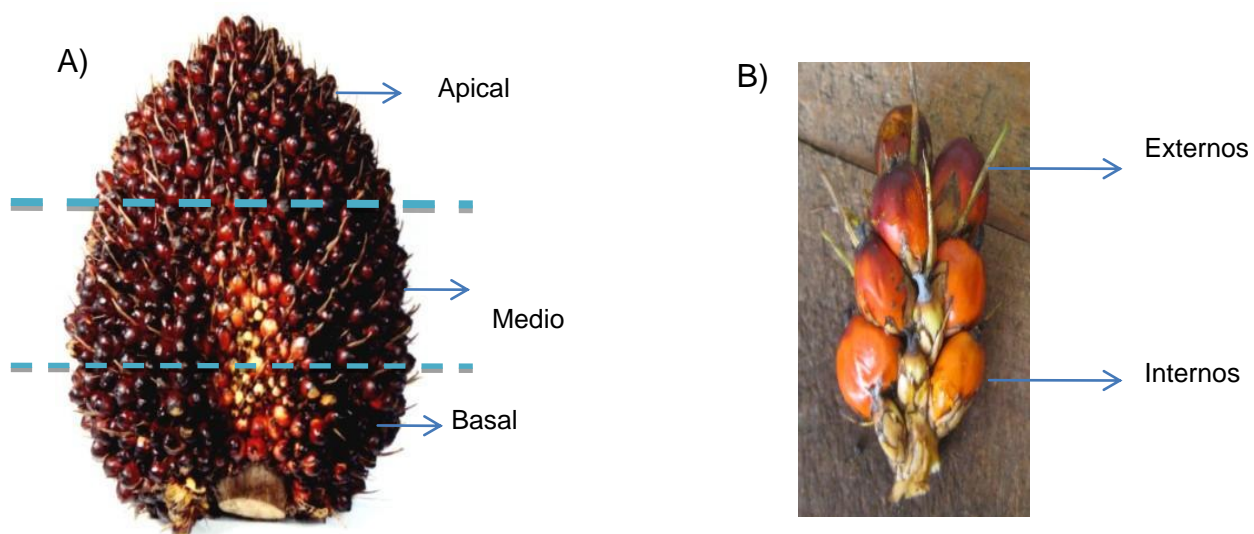 A)
Apical
Medio
Basal
B)
Externos
Internos